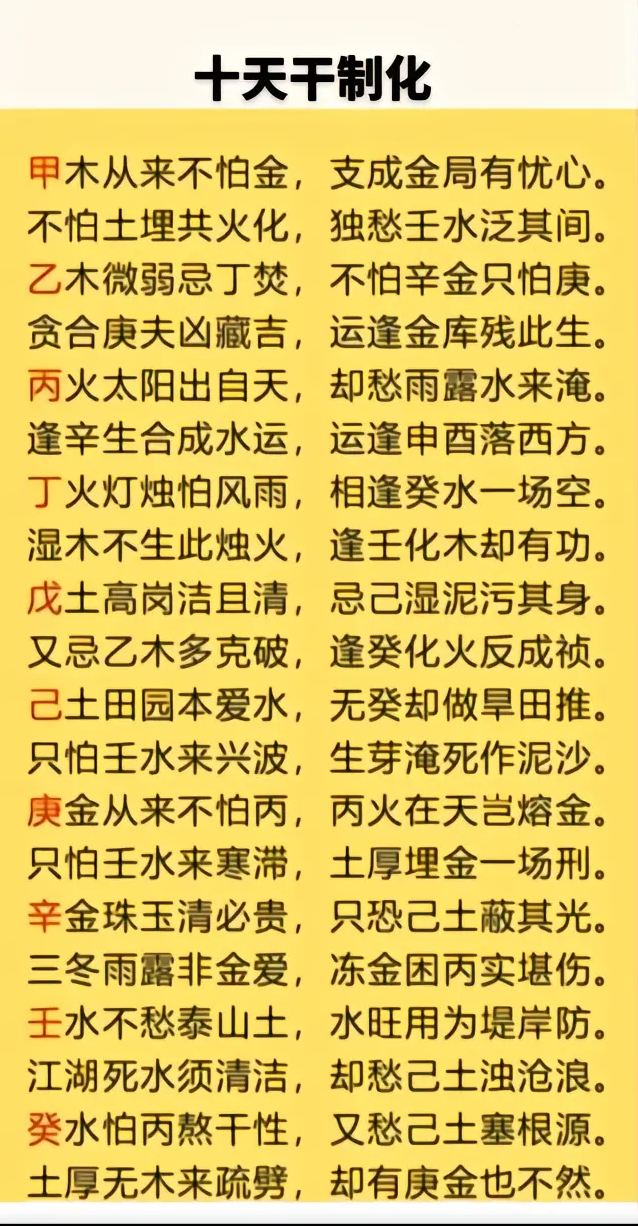 十天干制化
甲木从来不怕金，支成金局有忧心。
不怕土埋共火化，独愁壬水泛其间。
乙木微弱忌丁焚，不怕辛金只怕庚。
贪合庚夫凶藏吉，运逢金库残此生。
丙火太阳出自天，却愁雨露水来淹。
逢辛生合成水运，运逢申酉落西方。
丁火灯烛怕风雨，相逢癸水一场空。
湿木不生此烛火，逢壬化木却有功。
戊土高岗洁且清，忌己湿泥污其身。
又忌乙木多克破，逢癸化火反成祯。
己土田园本爱水，无癸却做旱田推。
只怕壬水来兴波，生芽淹死作泥沙。
庚金从来不怕丙，丙火在天岂熔金。
只怕壬水来寒滞，土厚埋金一场刑。
辛金珠玉清必贵，只恐己土蔽其光。
三冬雨露非金爱，冻金困丙实堪伤。
壬水不愁泰山土，水旺用为堤岸防。
江湖死水须清洁，却愁己土浊沧浪。
癸水怕丙熬干性，又愁己土塞根源。
土厚无木来疏劈，却有庚金也不然。